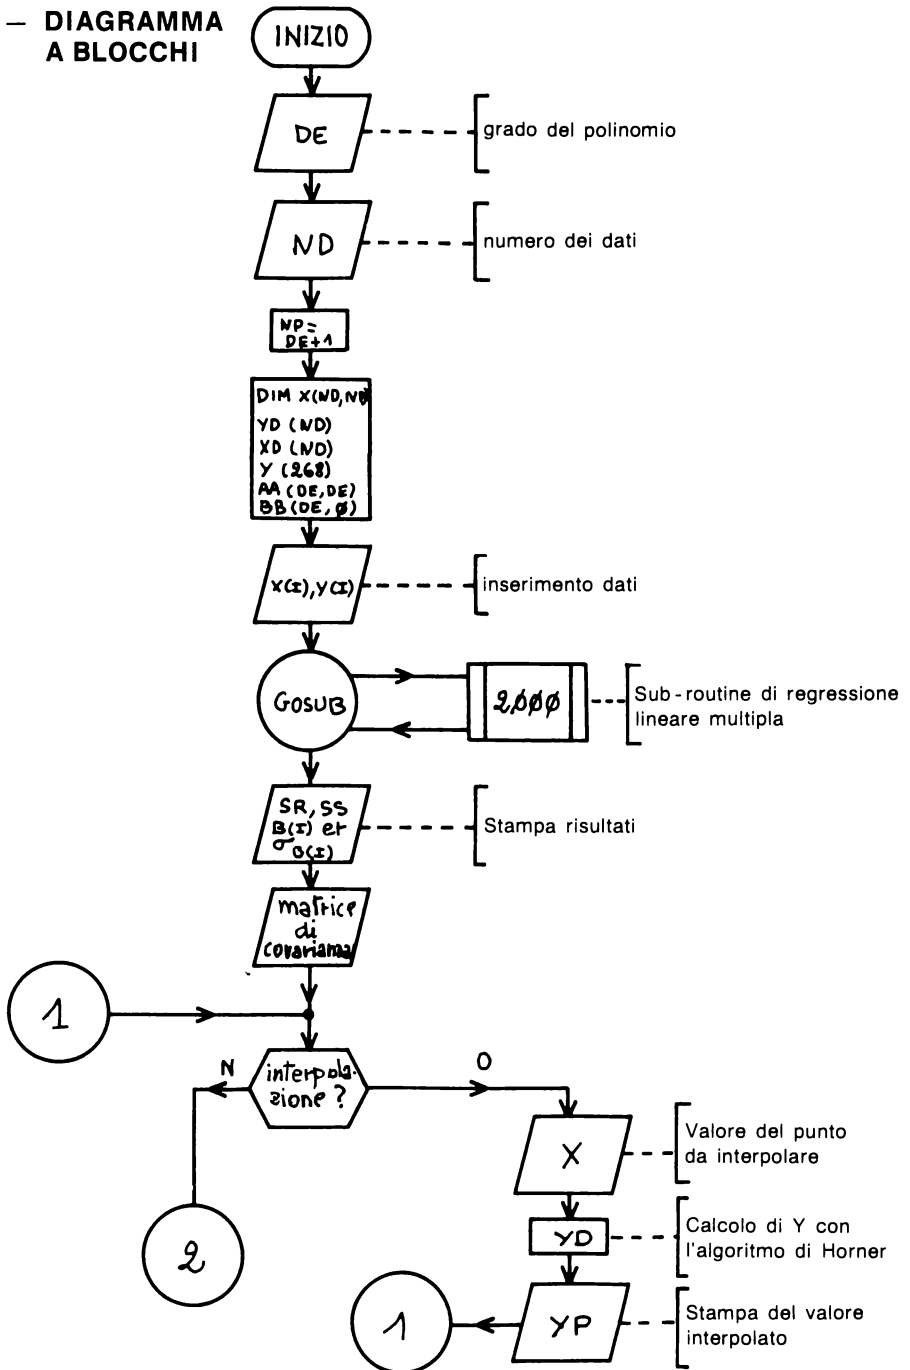 — DIAGRAMMA
A BLOCCHI
INIZIO
DE
grado del polinomio
ND
numero dei dati
NP=
DE+1
DIM X(ND,ND)
YD (ND)
XD (ND)
Y (268)
AA (DE,DE)
BB (DE,Ø)
X(I),Y(I)
inserimento dati
GOSUB
2ØØØ
Sub-routine di regressione
lineare multipla
SR, SS
B(I) et
σB(I)
Stampa risultati
matrice
di
covarianza
1
interpola-
zione ?
N
O
X
Valore del punto
da interpolare
YD
Calcolo di Y con
l'algoritmo di Horner
2
1
YP
Stampa del valore
interpolato